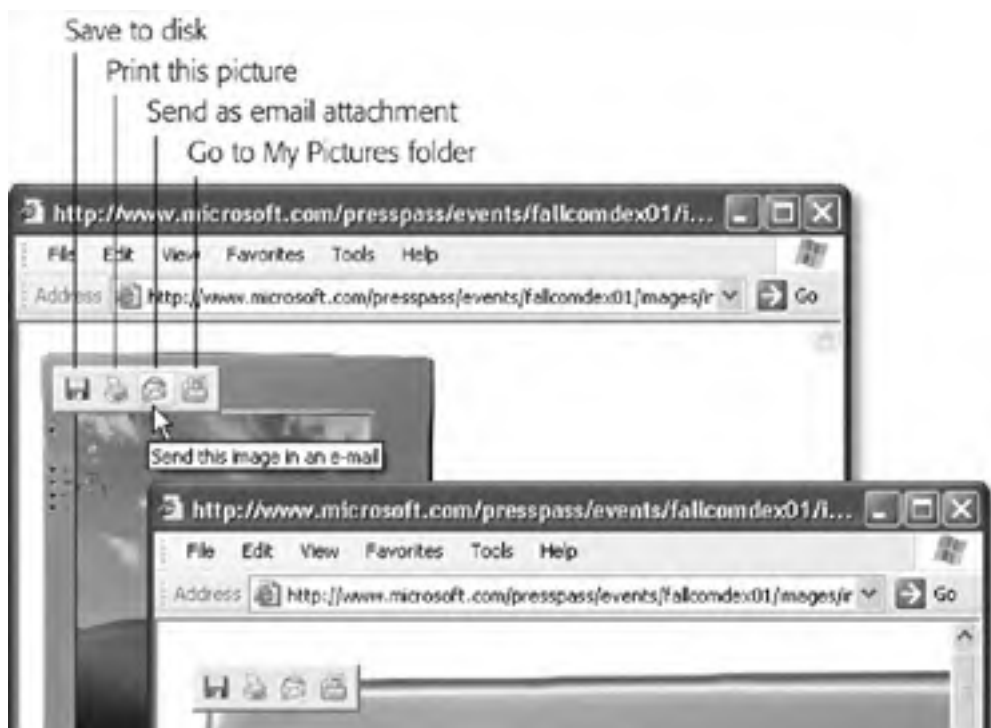 Save to disk
Print this picture
Send as email attachment
Go to My Pictures folder
http://www.microsoft.com/presspass/events/fallcomdex01/i...
File Edit View Favorites Tools Help
Address http://www.microsoft.com/presspass/events/fallcomdex01/images/ir Go
Send this image in an e-mail
http://www.microsoft.com/presspass/events/fallcomdex01/i...
File Edit View Favorites Tools Help
Address http://www.microsoft.com/presspass/events/fallcomdex01/images/ir Go